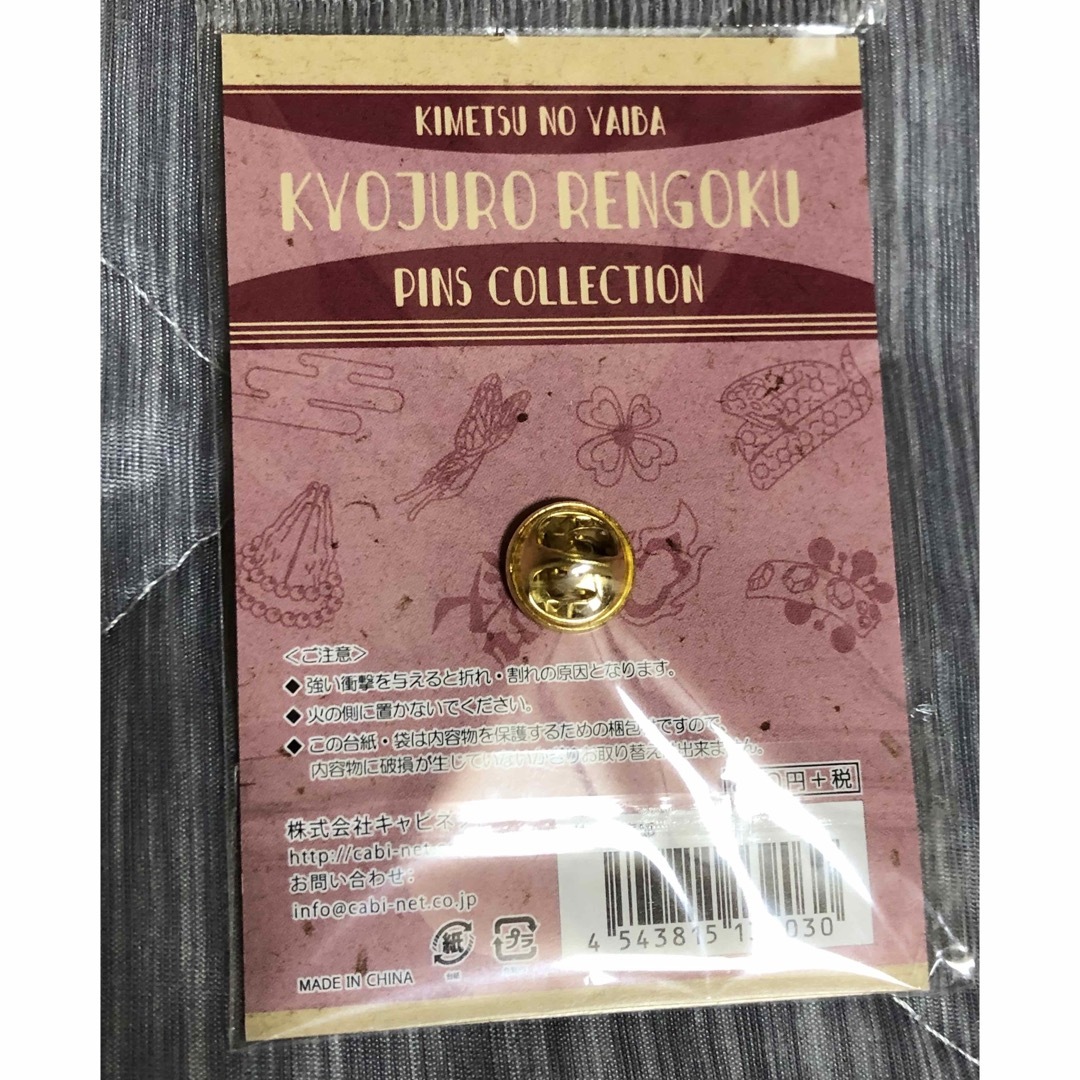 KIMETSU NO YAIBA
KYOJURO RENGOKU
PINS COLLECTION
＜ご注意＞
◆ 強い衝撃を与えると折れ・割れの原因となります。
◆ 火の側に置かないでください。
◆ この台紙・袋は内容物を保護するための梱包ですので
内容物に破損が生じていない お取り替え 出来ません。
円＋税
株式会社キャビネ
http://cabi-net
お問い合わせ：
info@cabi-net.co.jp
紙
プラ
4 543815 1 030
MADE IN CHINA